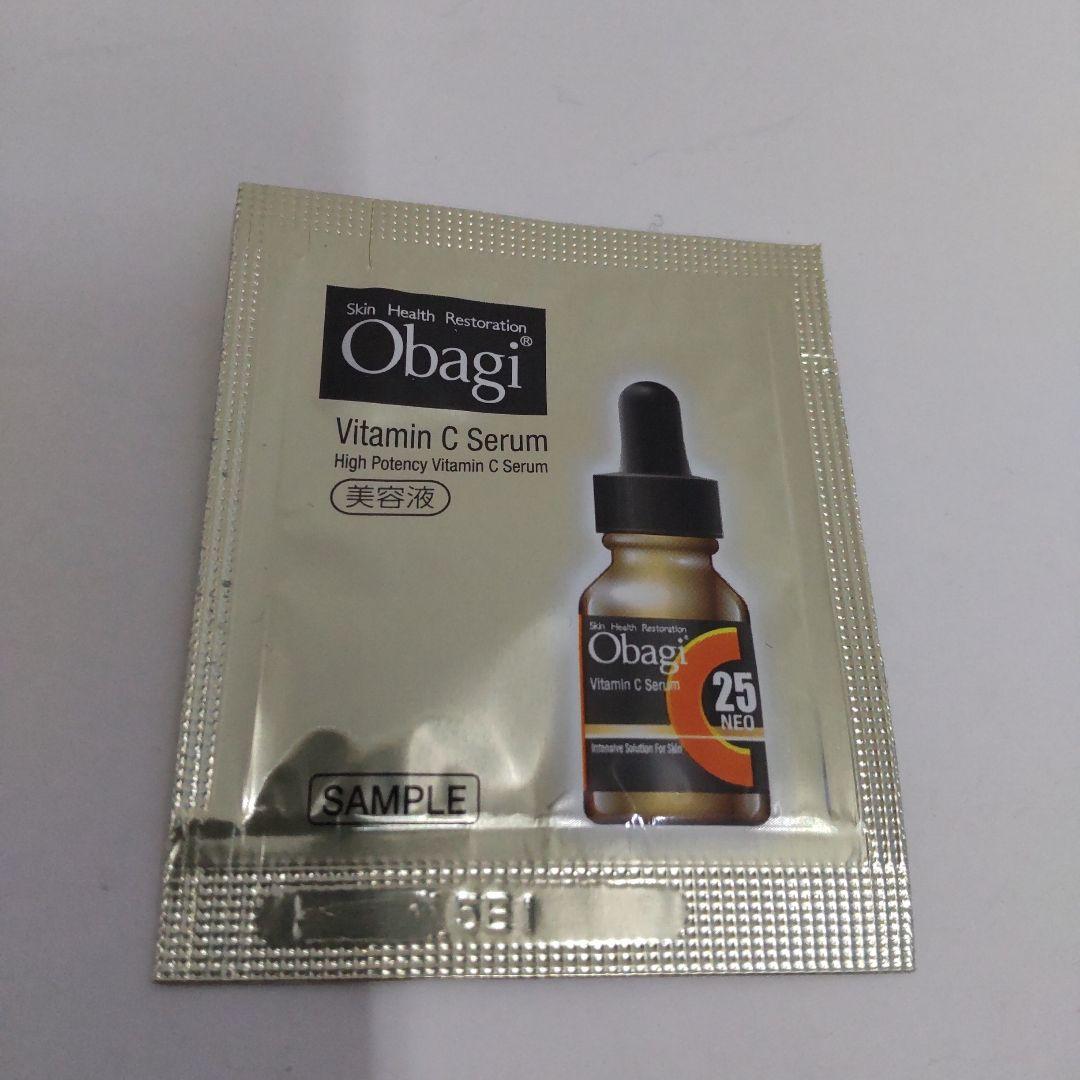 Skin Health Restoration
Obagi®
Vitamin C Serum
High Potency Vitamin C Serum
美容液
Skin Health Restoration
Obagi
Vitamin C Serum
C
25
NEO
Intensive Solution For Skin
SAMPLE